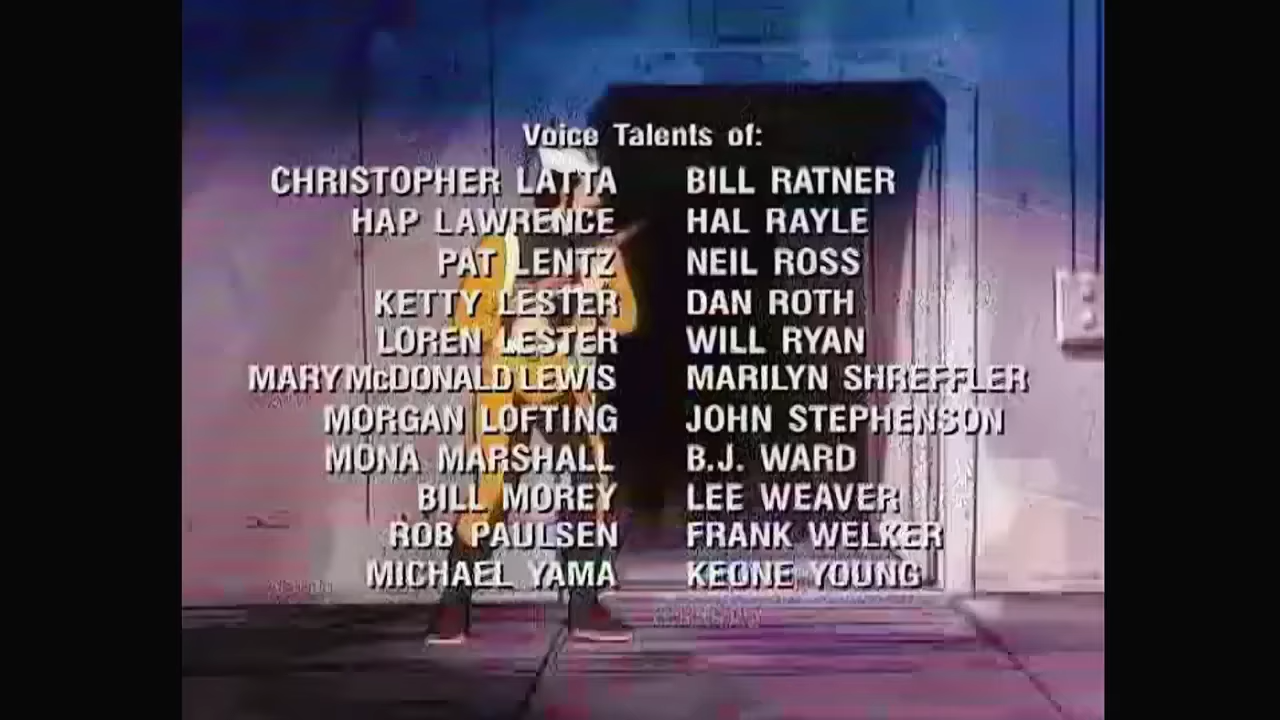 Voice Talents of:
CHRISTOPHER LATTA BILL RATNER
HAP LAWRENCE HAL RAYLE
PAT LENTZ NEIL ROSS
KETTY LESTER DAN ROTH
LOREN LESTER WILL RYAN
MARY McDONALD LEWIS MARILYN SHREFFLER
MORGAN LOFTING JOHN STEPHENSON
MONA MARSHALL B.J. WARD
BILL MOREY LEE WEAVER
ROB PAULSEN FRANK WELKER
MICHAEL YAMA KEONE YOUNG